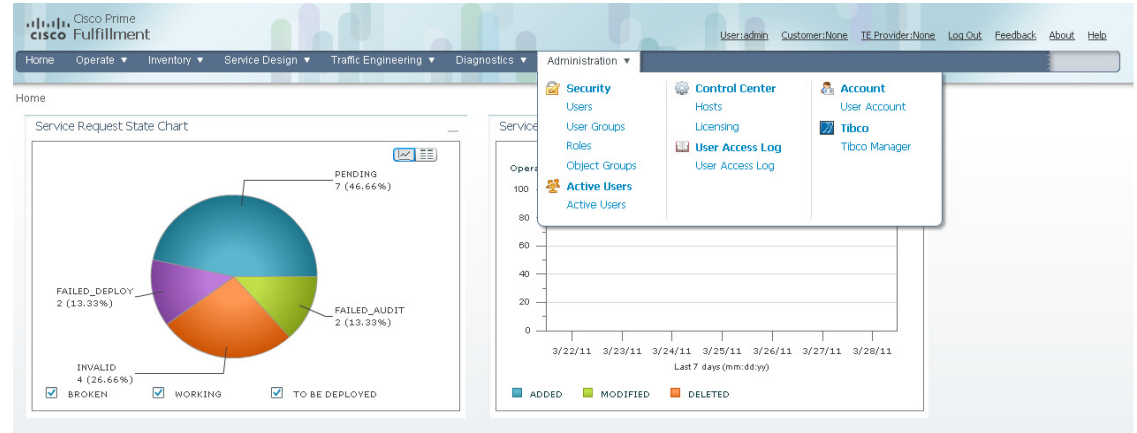 Cisco Prime
cisco Fulfillment
User:admin Customer:None TE Provider:None Log Out Feedback About Help
Home Operate ▼ Inventory ▼ Service Design ▼ Traffic Engineering ▼ Diagnostics ▼ Administration ▼
Home
Security
Users
User Groups
Roles
Object Groups
Active Users
Active Users
Control Center
Hosts
Licensing
User Access Log
User Access Log
Account
User Account
Tibco
Tibco Manager
Service Request State Chart
PENDING
7 (46.66%)
FAILED_DEPLOY
2 (13.33%)
FAILED_AUDIT
2 (13.33%)
INVALID
4 (26.66%)
BROKEN WORKING TO BE DEPLOYED
Service
Opera
100
80
60
40
20
0
3/22/11 3/23/11 3/24/11 3/25/11 3/26/11 3/27/11 3/28/11
Last 7 days (mm:dd:yy)
ADDED MODIFIED DELETED